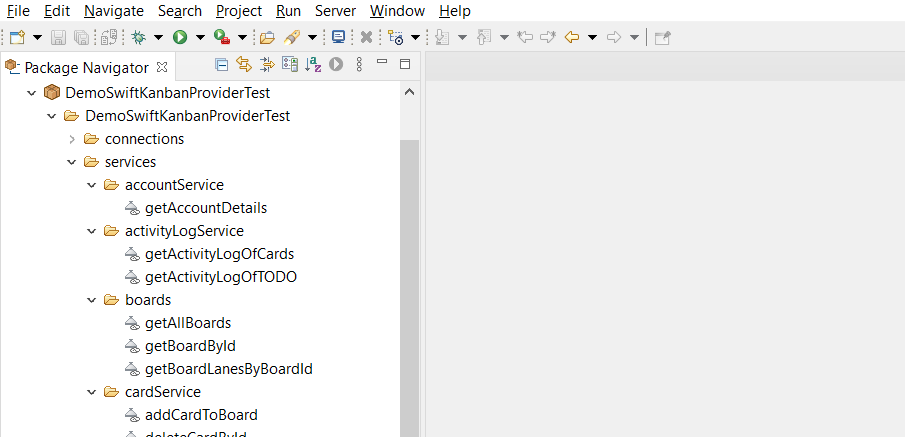 File Edit Navigate Search Project Run Server Window Help
Package Navigator
DemoSwiftKanbanProviderTest
DemoSwiftKanbanProviderTest
connections
services
accountService
getAccountDetails
activityLogService
getActivityLogOfCards
getActivityLogOfTODO
boards
getAllBoards
getBoardById
getBoardLanesByBoardId
cardService
addCardToBoard
deleteCardById